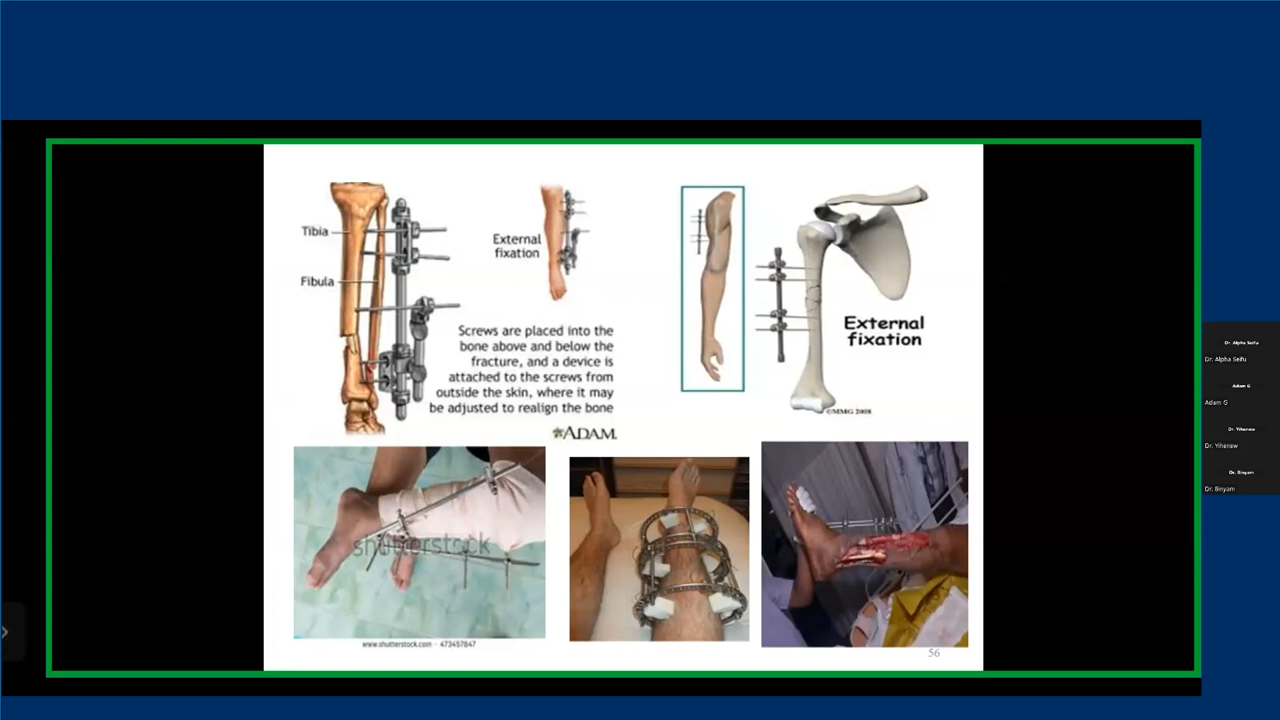 Tibia
Fibula
External
fixation
Screws are placed into the
bone above and below the
fracture, and a device is
attached to the screws from
outside the skin, where it may
be adjusted to realign the bone
ADAM.
External
fixation
©MMG 2008
shutterstock
www.shutterstock.com · 473457847
56
Dr. Alpha Seifu
Dr. Alpha Seifu
Adam G
Adam G
Dr. Yihenew
Dr. Yihenew
Dr. Binyam
Dr. Binyam